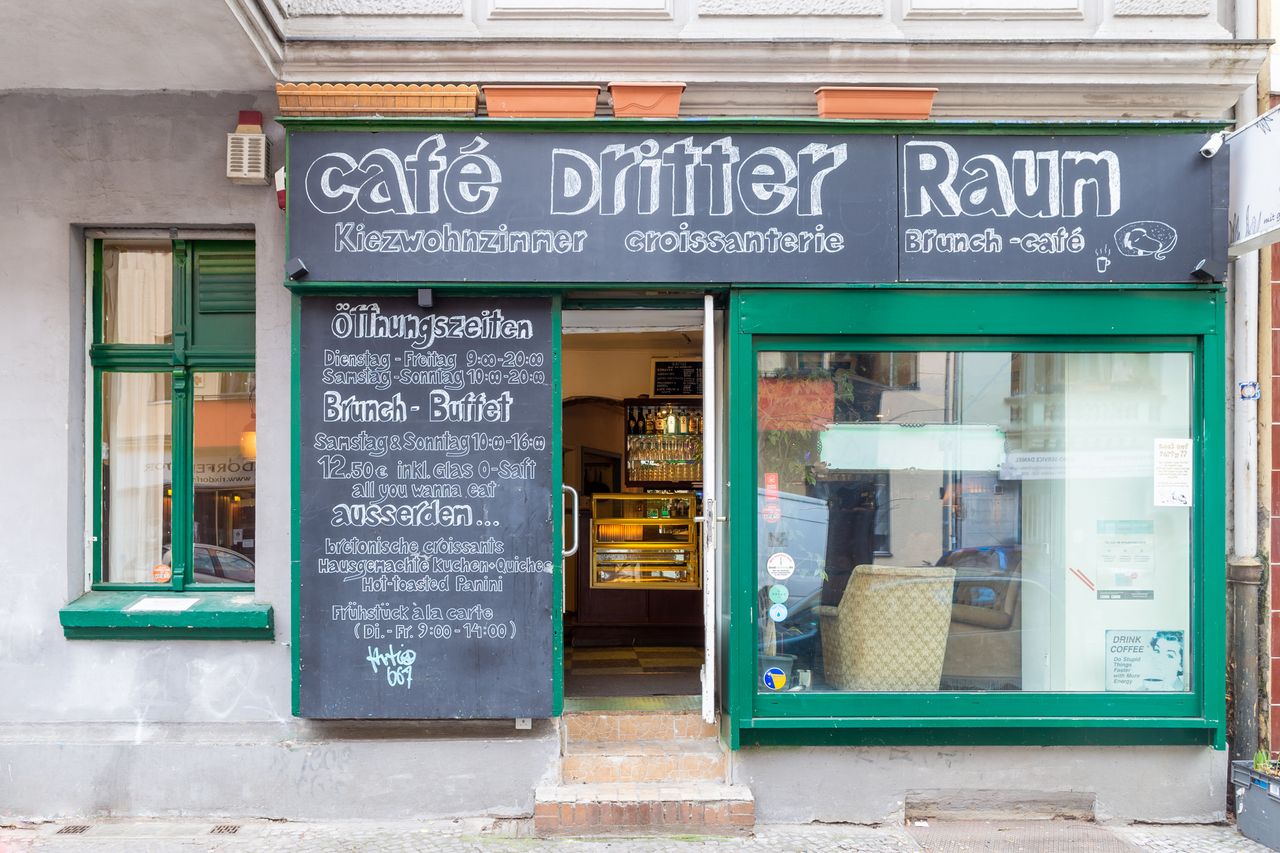 café Dritter Raum
Kiezwohnzimmer croissanterie Brunch-café
Öffnungszeiten
Dienstag - Freitag 9:00-20:00
Samstag - Sonntag 10:00-20:00
Brunch - Buffet
Samstag & Sonntag 10:00-16:00
12.50€ inkl. Glas O-Saft
all you wanna eat
ausserdem...
bretonische croissants
Hausgemachte Kuchen • Quiches
Hot-toasted Panini
Frühstück à la carte
(Di. - Fr. 9:00 - 14:00)
DRINK
COFFEE
Do Stupid
Things
Faster
with More
Energy